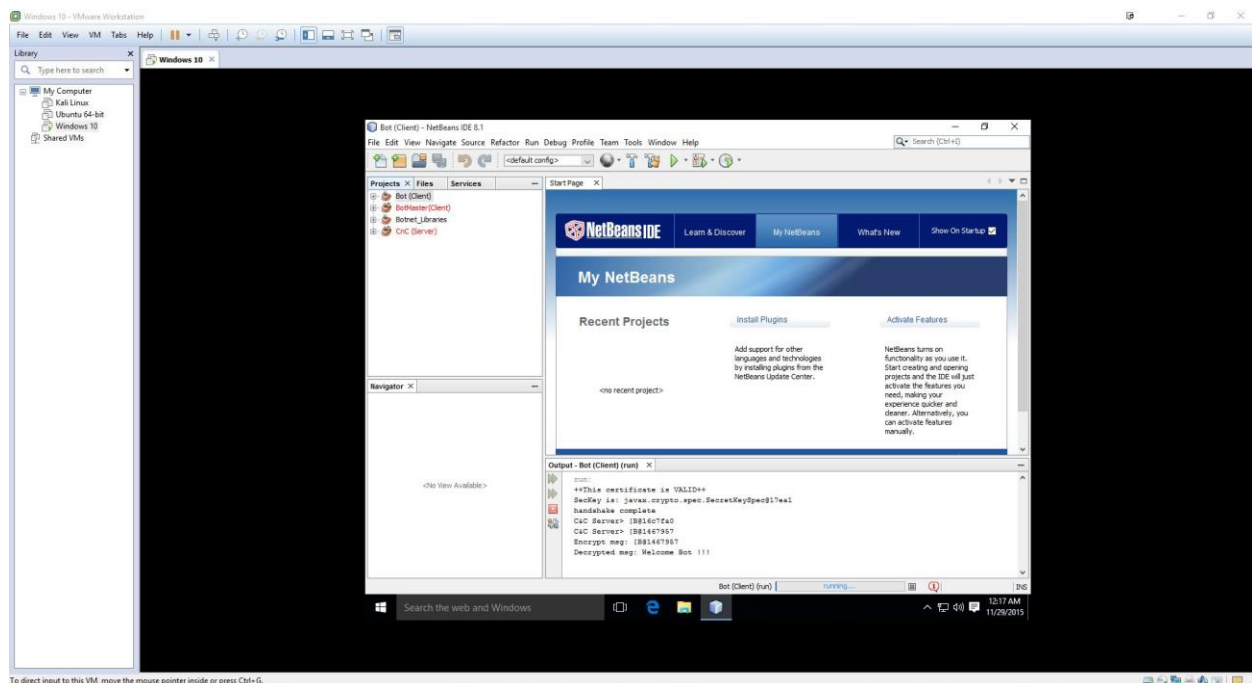 Windows 10 - VMware Workstation
File Edit View VM Tabs Help
Library
Type here to search
My Computer
Kali Linux
Ubuntu 64-bit
Windows 10
Shared VMs
Windows 10
Bot (Client) - NetBeans IDE 8.1
File Edit View Navigate Source Refactor Run Debug Profile Team Tools Window Help
Search (Ctrl+I)
<default config>
Projects Files Services
Bot (Client)
BotMaster(Client)
Botnet_Libraries
CnC (Server)
Start Page
NetBeans IDE
Learn & Discover My NetBeans What's New Show On Startup
My NetBeans
Recent Projects
<no recent project>
Install Plugins
Add support for other
languages and technologies
by installing plugins from the
NetBeans Update Center.
Activate Features
NetBeans turns on
functionality as you use it.
Start creating and opening
projects and the IDE will just
activate the features you
need, making your
experience quicker and
cleaner. Alternatively, you
can activate features
manually.
Navigator
<No View Available>
Output - Bot (Client) (run)
run:
++This certificate is VALID++
SecKey is: javax.crypto.spec.SecretKeySpec@17ea1
handshake complete
C&C Server> [B@16c7fa0
C&C Server> [B@1467957
Encrypt msg: [B@1467957
Decrypted msg: Welcome Bot !!!
Bot (Client) (run) running... INS
Search the web and Windows
12:17 AM
11/29/2015
To direct input to this VM, move the mouse pointer inside or press Ctrl+G.